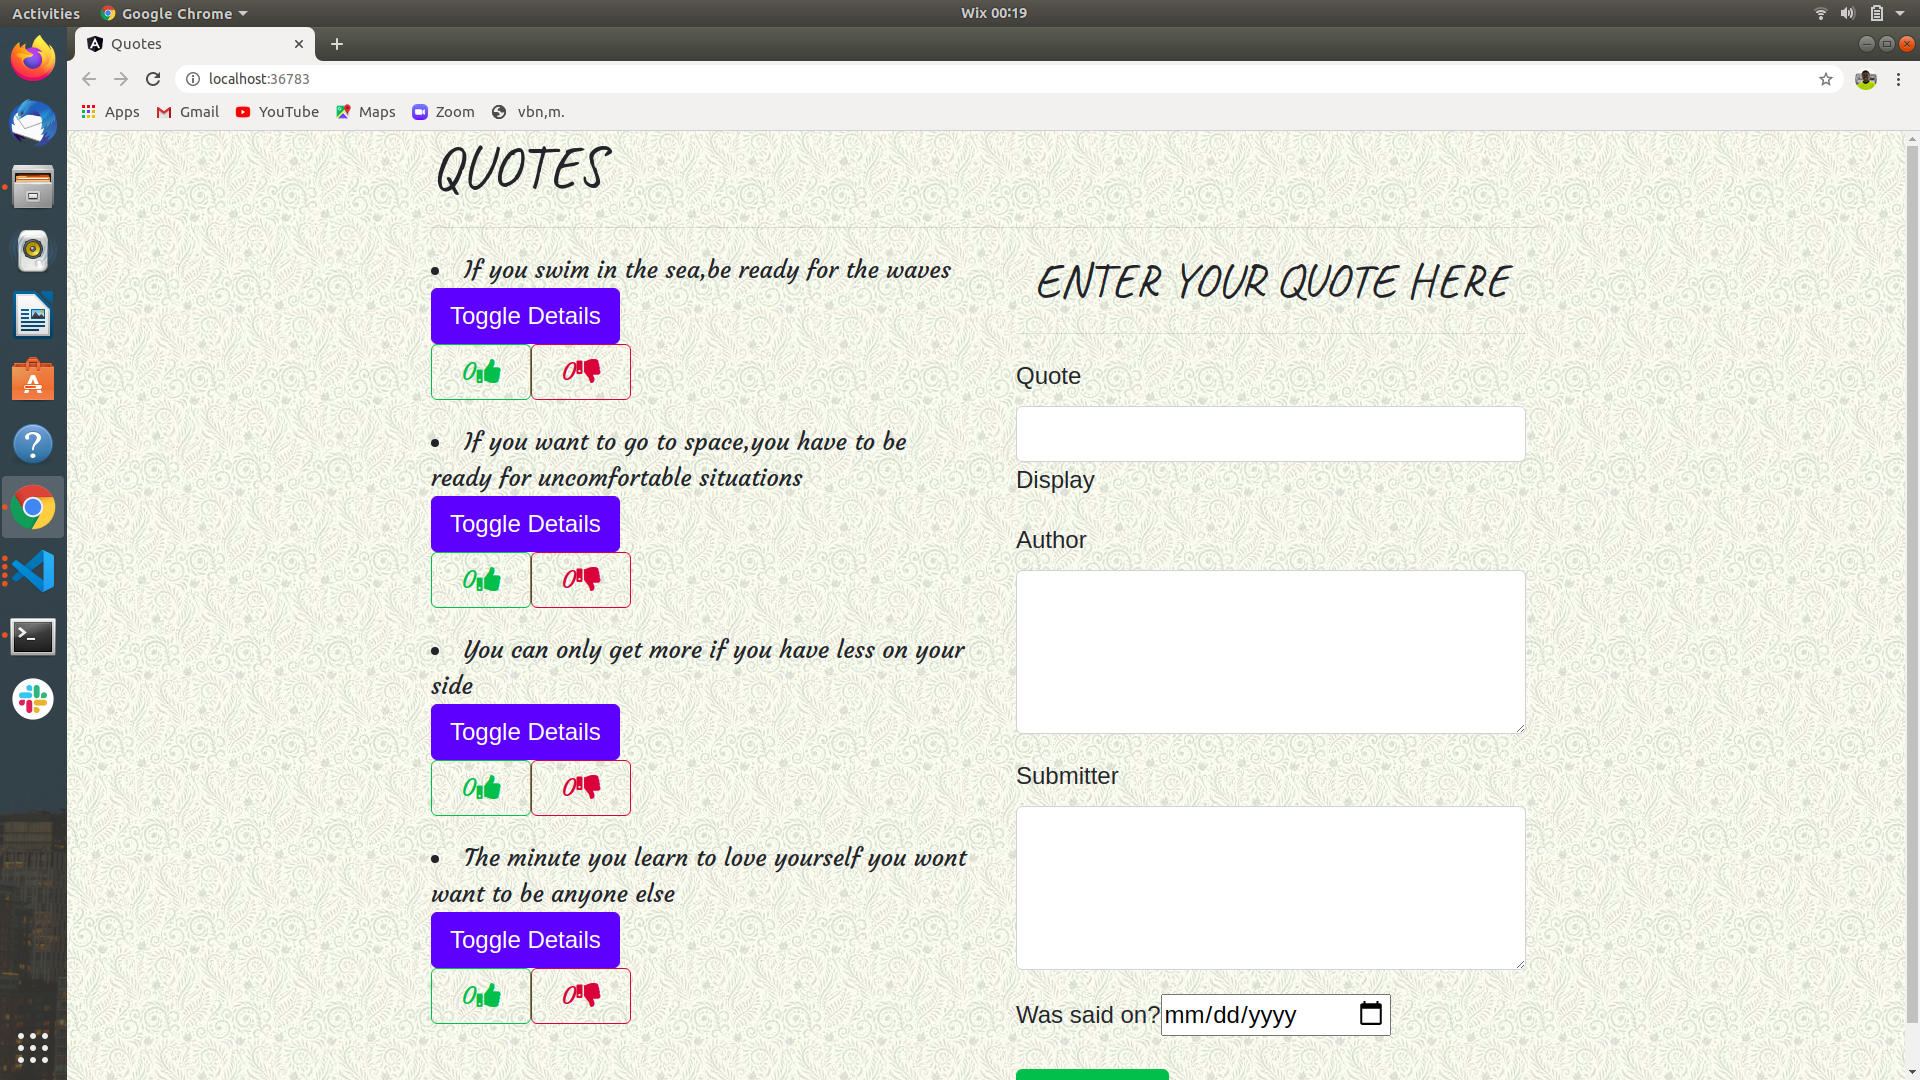 Activities
Google Chrome
Wix 00:19
Quotes
localhost:36783
Apps
Gmail
YouTube
Maps
Zoom
vbn,m.
QUOTES
If you swim in the sea,be ready for the waves
Toggle Details
0
0
If you want to go to space,you have to be
ready for uncomfortable situations
Toggle Details
0
0
You can only get more if you have less on your
side
Toggle Details
0
0
The minute you learn to love yourself you wont
want to be anyone else
Toggle Details
0
0
ENTER YOUR QUOTE HERE
Quote
Display
Author
Submitter
Was said on?
mm/dd/yyyy